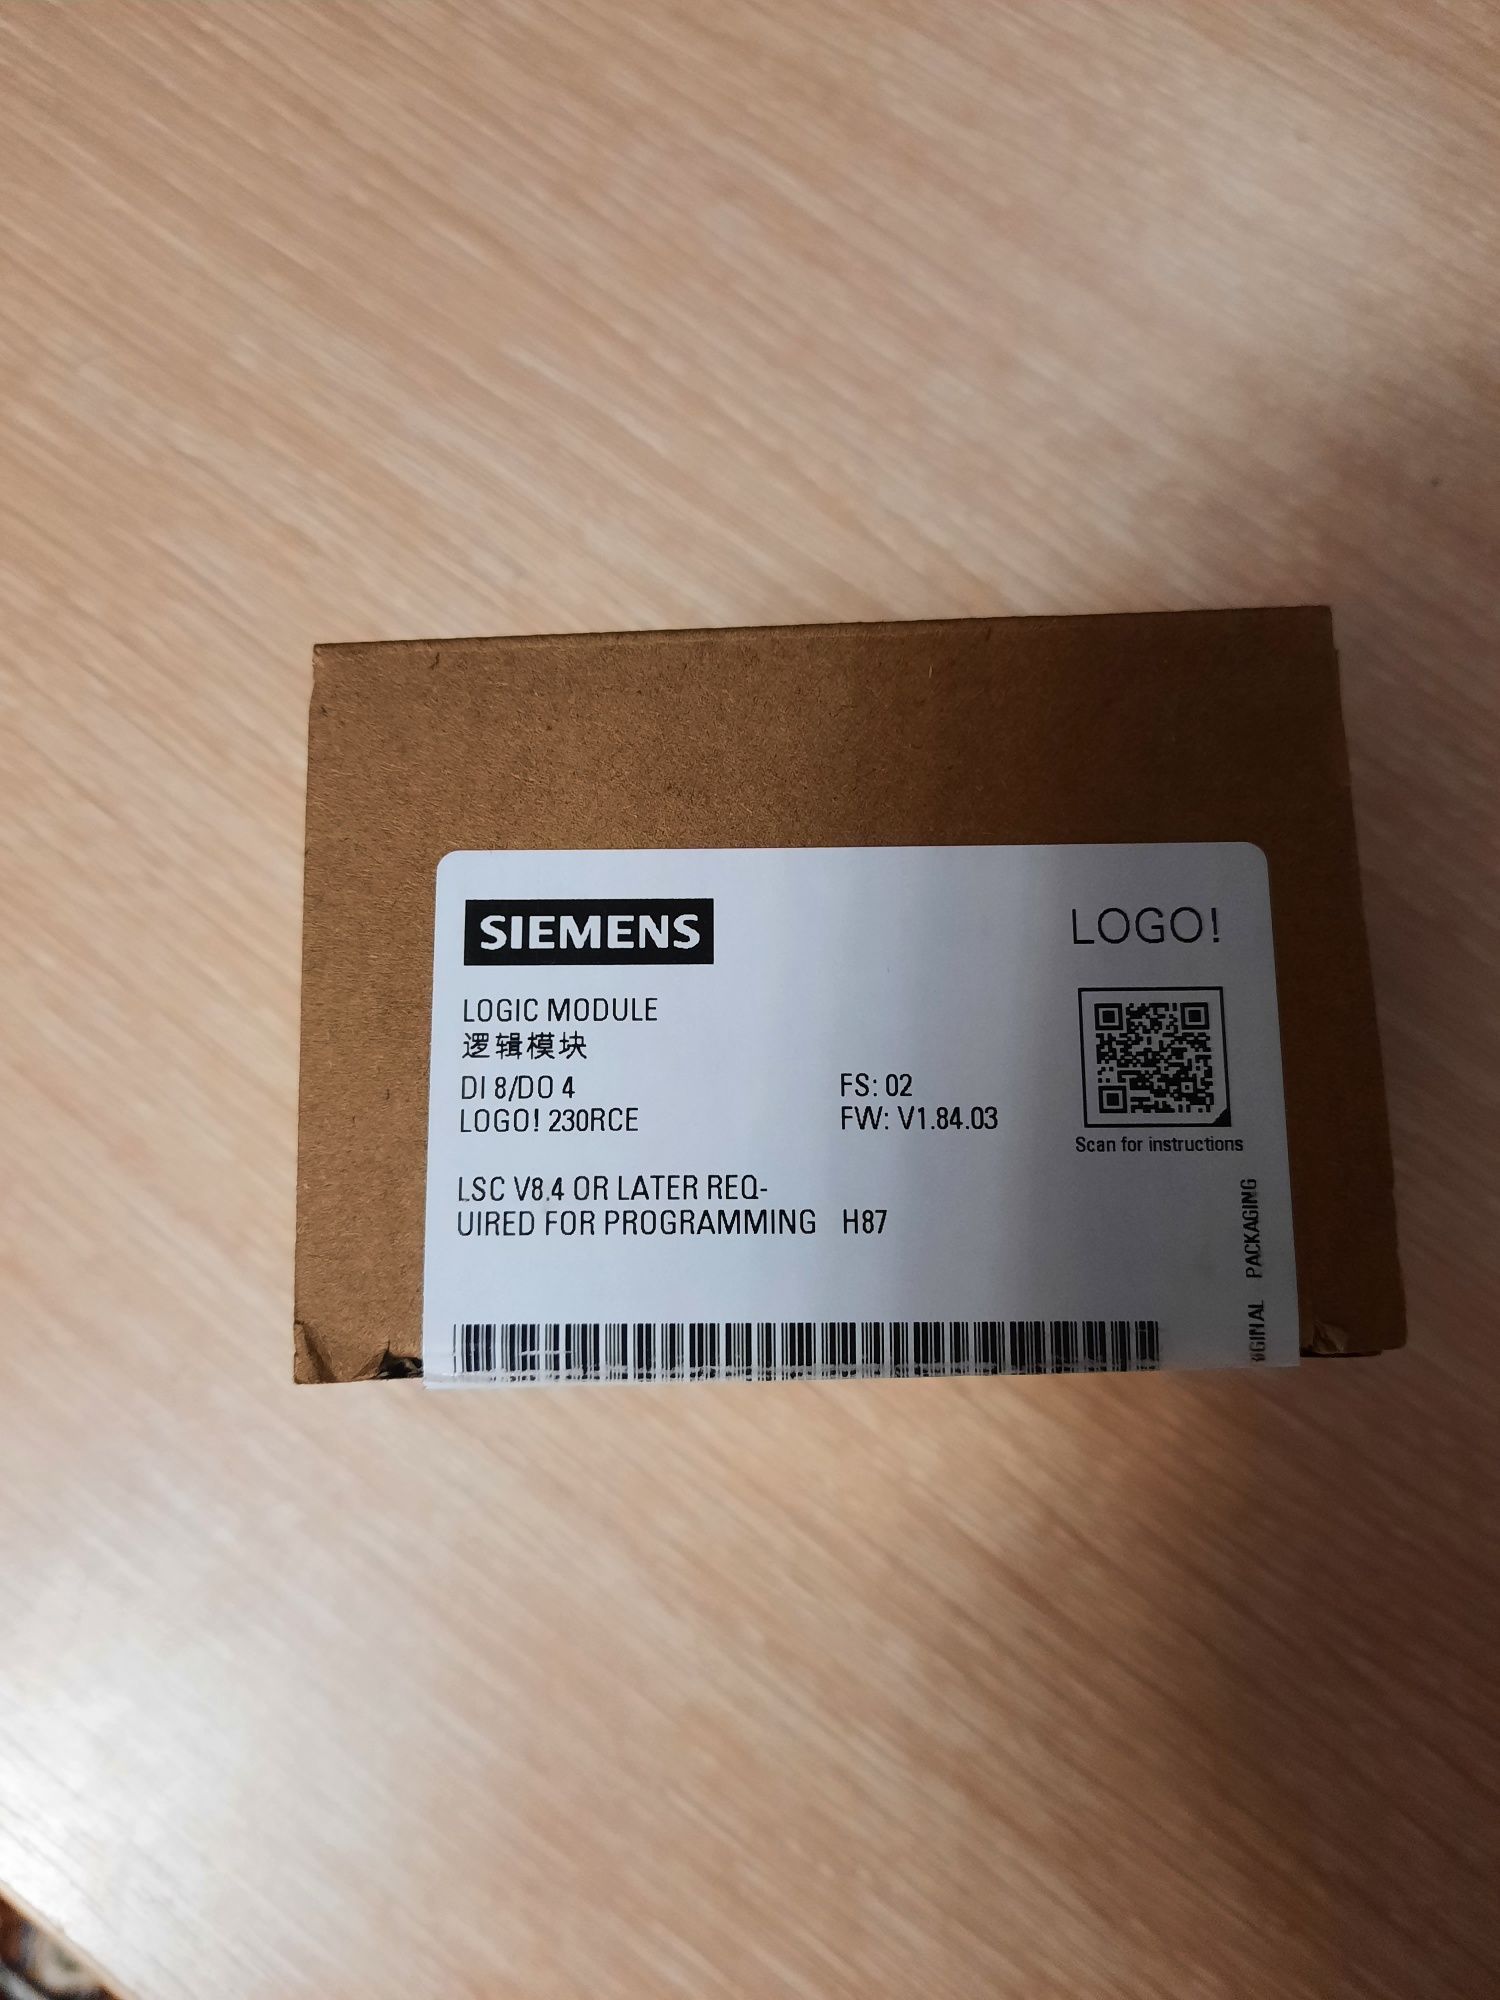 SIEMENS
LOGO!
LOGIC MODULE
逻辑模块
DI 8/DO 4
FS: 02
LOGO! 230RCE
FW: V1.84.03
Scan for instructions
LSC V8.4 OR LATER REQ-
UIRED FOR PROGRAMMING H87
PACKAGING